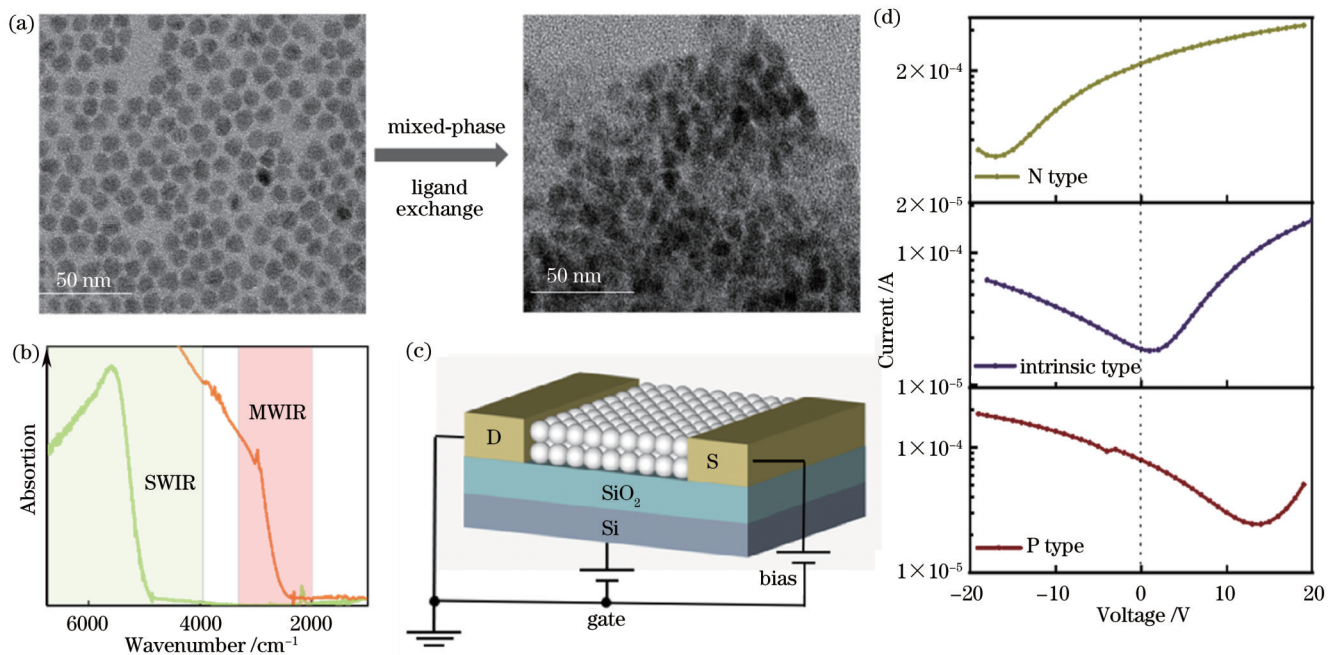 (a)
50 nm
mixed-phase
ligand
exchange
50 nm
(b)
Absortion
SWIR
MWIR
6000
4000
2000
Wavenumber /cm⁻¹
(c)
D
S
SiO₂
Si
bias
gate
(d)
Current /A
2×10⁻⁴
N type
2×10⁻⁵
1×10⁻⁴
intrinsic type
1×10⁻⁵
1×10⁻⁴
P type
1×10⁻⁵
−20
−10
0
10
20
Voltage /V